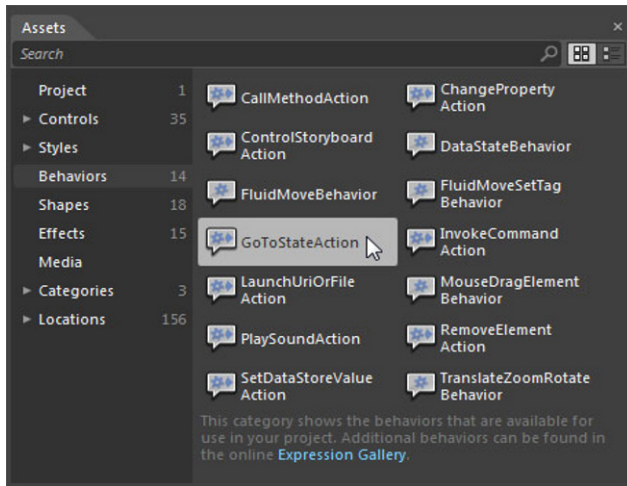 Assets
Search
Project 1
Controls 35
Styles
Behaviors 14
Shapes 18
Effects 15
Media
Categories 3
Locations 156
CallMethodAction
ChangeProperty
Action
ControlStoryboard
Action
DataStateBehavior
FluidMoveBehavior
FluidMoveSetTag
Behavior
GoToStateAction
InvokeCommand
Action
LaunchUriOrFile
Action
MouseDragElement
Behavior
PlaySoundAction
RemoveElement
Action
SetDataStoreValue
Action
TranslateZoomRotate
Behavior
This category shows the behaviors that are available for
use in your project. Additional behaviors can be found in
the online Expression Gallery.